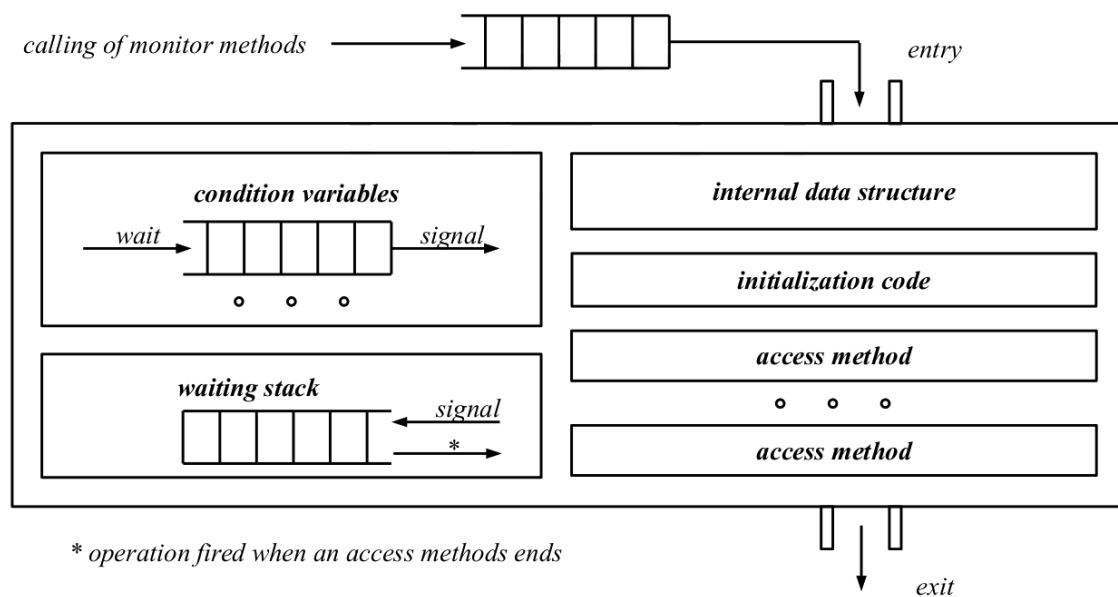 calling of monitor methods
entry
condition variables
wait
signal
internal data structure
initialization code
waiting stack
signal
*
access method
access method
* operation fired when an access methods ends
exit